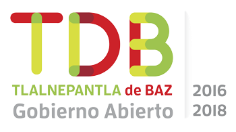 TDB
TLALNEPANTLA de BAZ
Gobierno Abierto
2016
2018